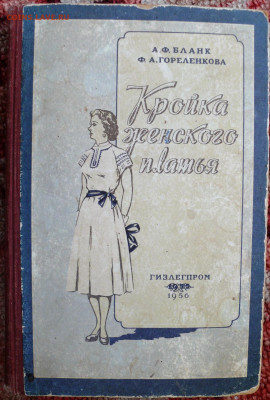 А.Ф.БЛАНК
Ф.А.ГОРЕЛЕНКОВА
Кройка
женского
платья
ГИЗЛЕГПРОМ
1956